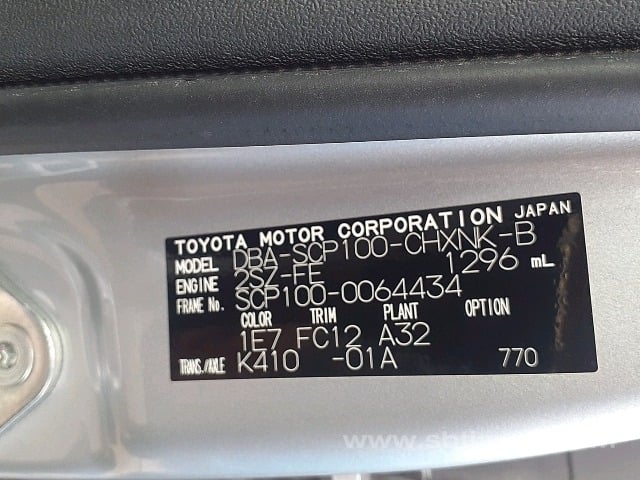 TOYOTA MOTOR CORPORATION JAPAN
MODEL DBA-SCP100-CHXNK-B
ENGINE 2SZ-FE 1296 mL
FRAME No. SCP100-0064434
COLOR TRIM PLANT OPTION
1E7 FC12 A32
TRANS./AXLE K410 -01A 770